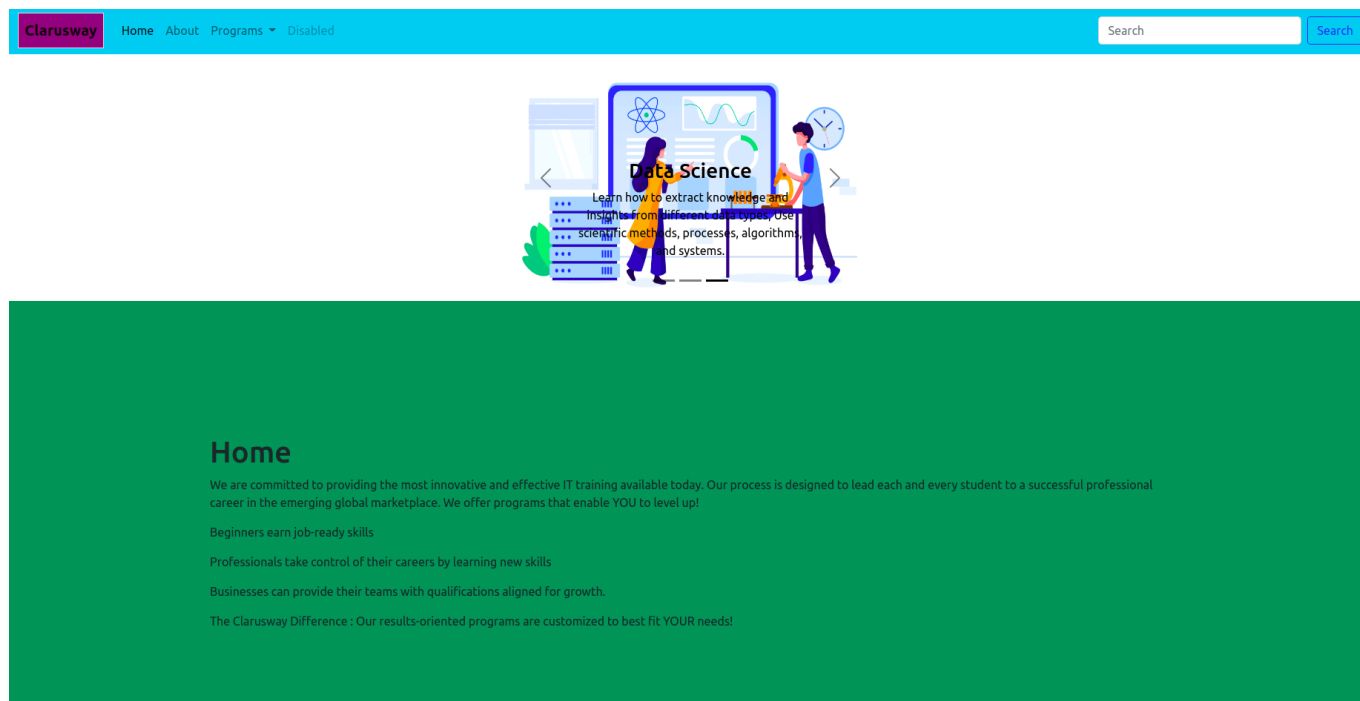 Clarusway Home About Programs Disabled Search Search
Data Science
Learn how to extract knowledge and
insights from different data types, Use
scientific methods, processes, algorithms,
and systems.
Home
We are committed to providing the most innovative and effective IT training available today. Our process is designed to lead each and every student to a successful professional
career in the emerging global marketplace. We offer programs that enable YOU to level up!
Beginners earn job-ready skills
Professionals take control of their careers by learning new skills
Businesses can provide their teams with qualifications aligned for growth.
The Clarusway Difference : Our results-oriented programs are customized to best fit YOUR needs!